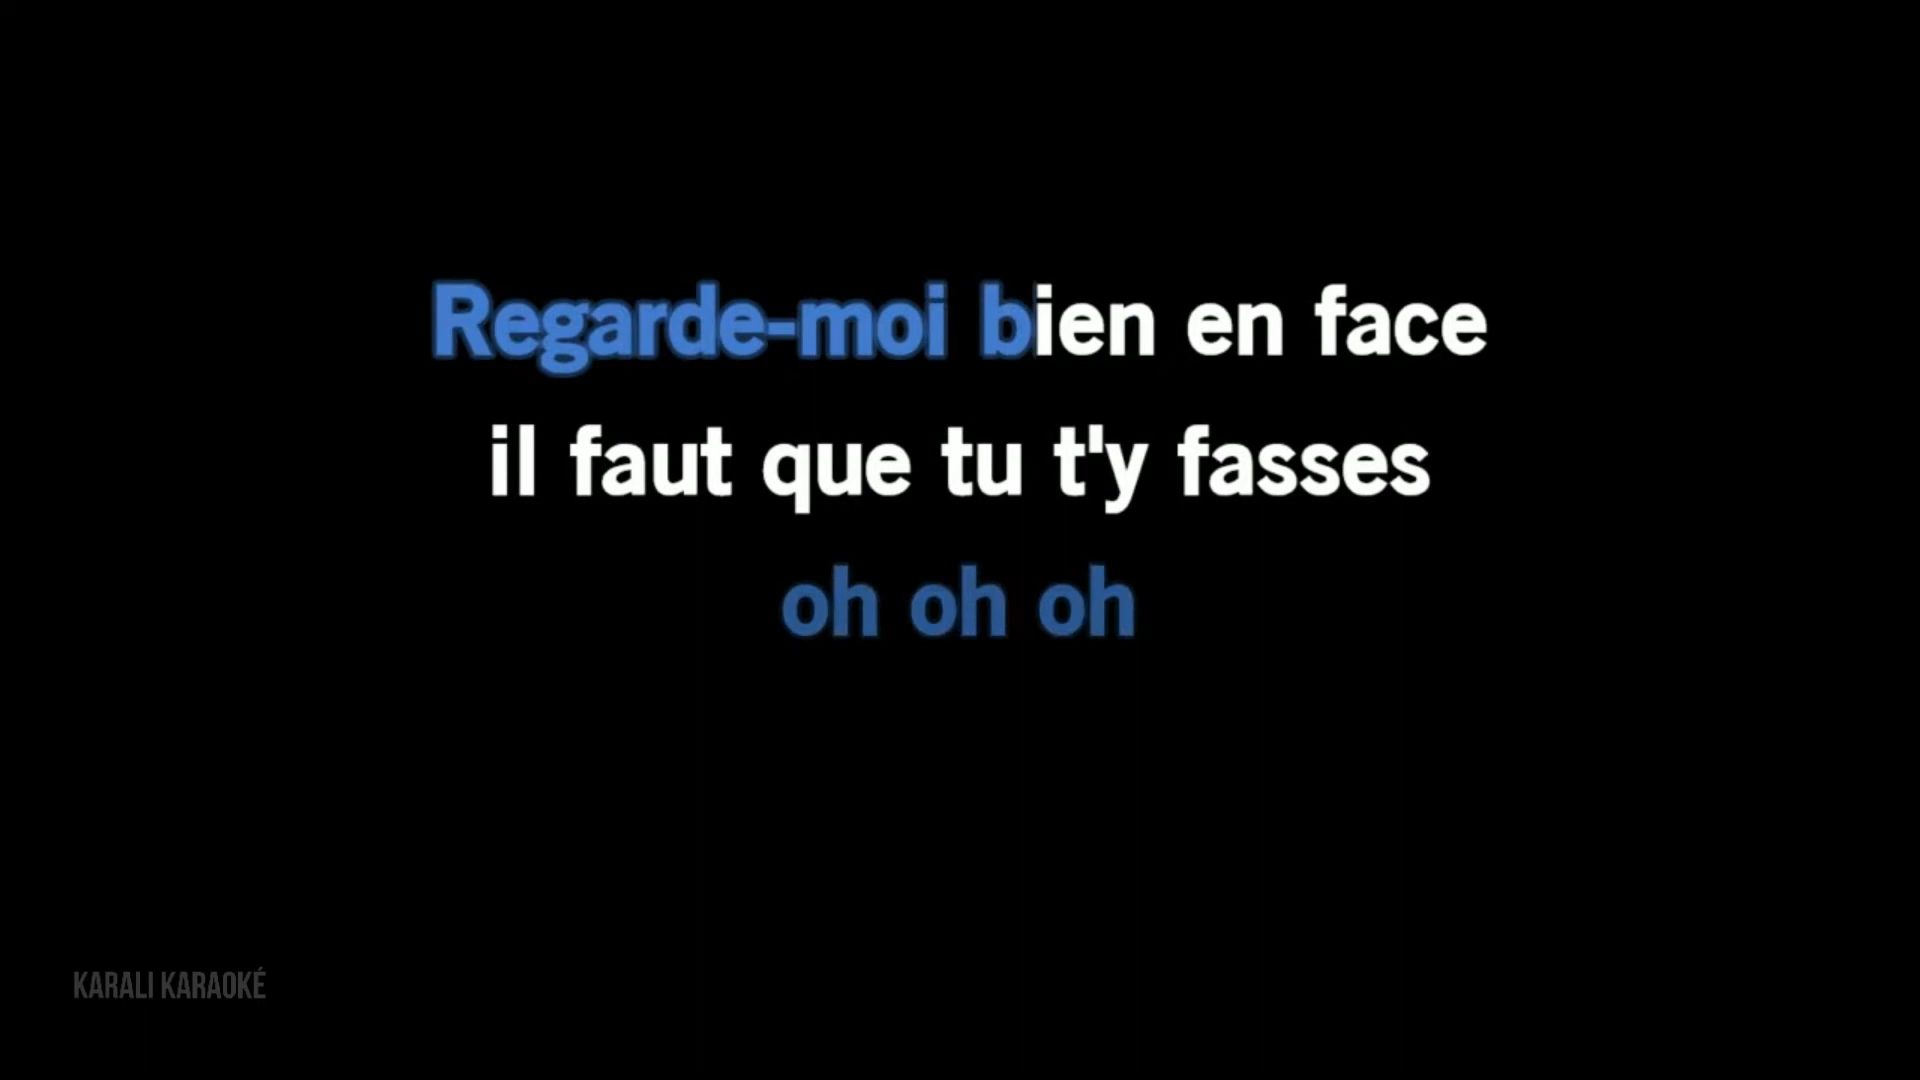 Regarde-moi bien en face
il faut que tu t'y fasses
oh oh oh
KARALI KARAOKÉ